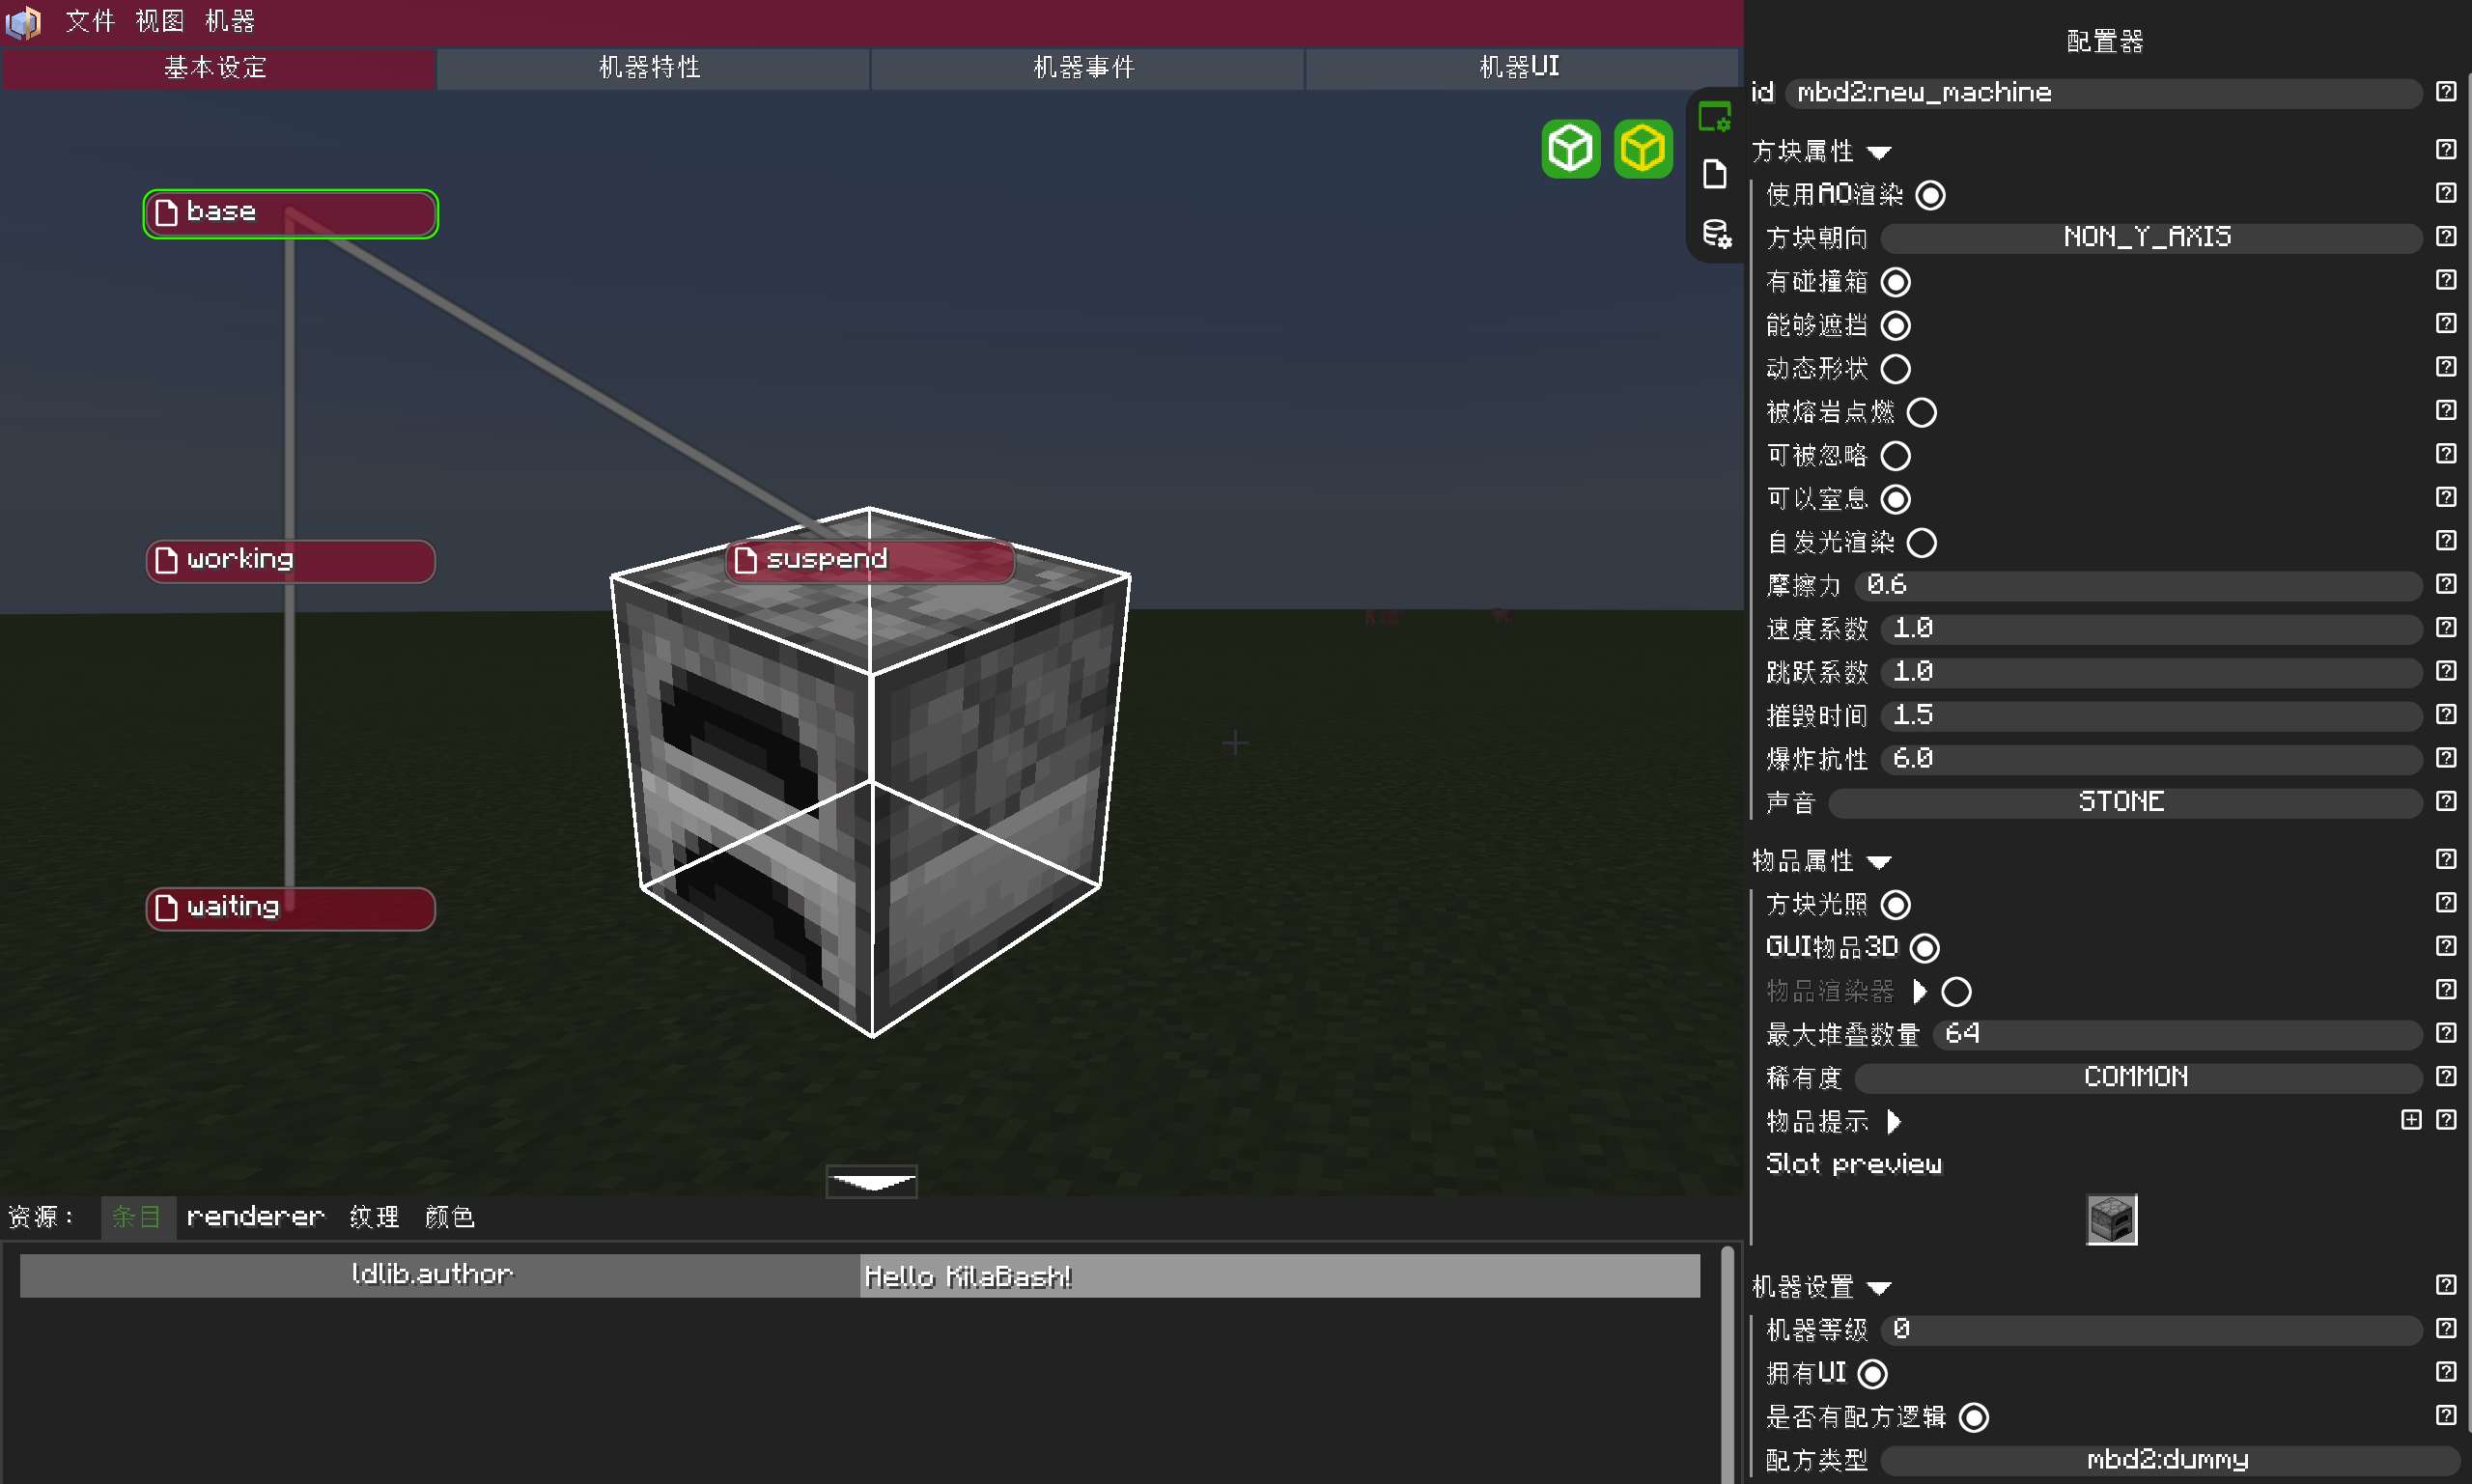 文件 视图 机器
基本设定 机器特性 机器事件 机器UI
base
working
suspend
waiting
资源： 条目 renderer 纹理 颜色
ldlib.author Hello KilaBash!
配置器
id mbd2:new_machine
方块属性
使用AO渲染
方块朝向 NON_Y_AXIS
有碰撞箱
能够遮挡
动态形状
被熔岩点燃
可被忽略
可以窒息
自发光渲染
摩擦力 0.6
速度系数 1.0
跳跃系数 1.0
摧毁时间 1.5
爆炸抗性 6.0
声音 STONE
物品属性
方块光照
GUI物品3D
物品渲染器
最大堆叠数量 64
稀有度 COMMON
物品提示
Slot preview
机器设置
机器等级 0
拥有UI
是否有配方逻辑
配方类型 mbd2:dummy